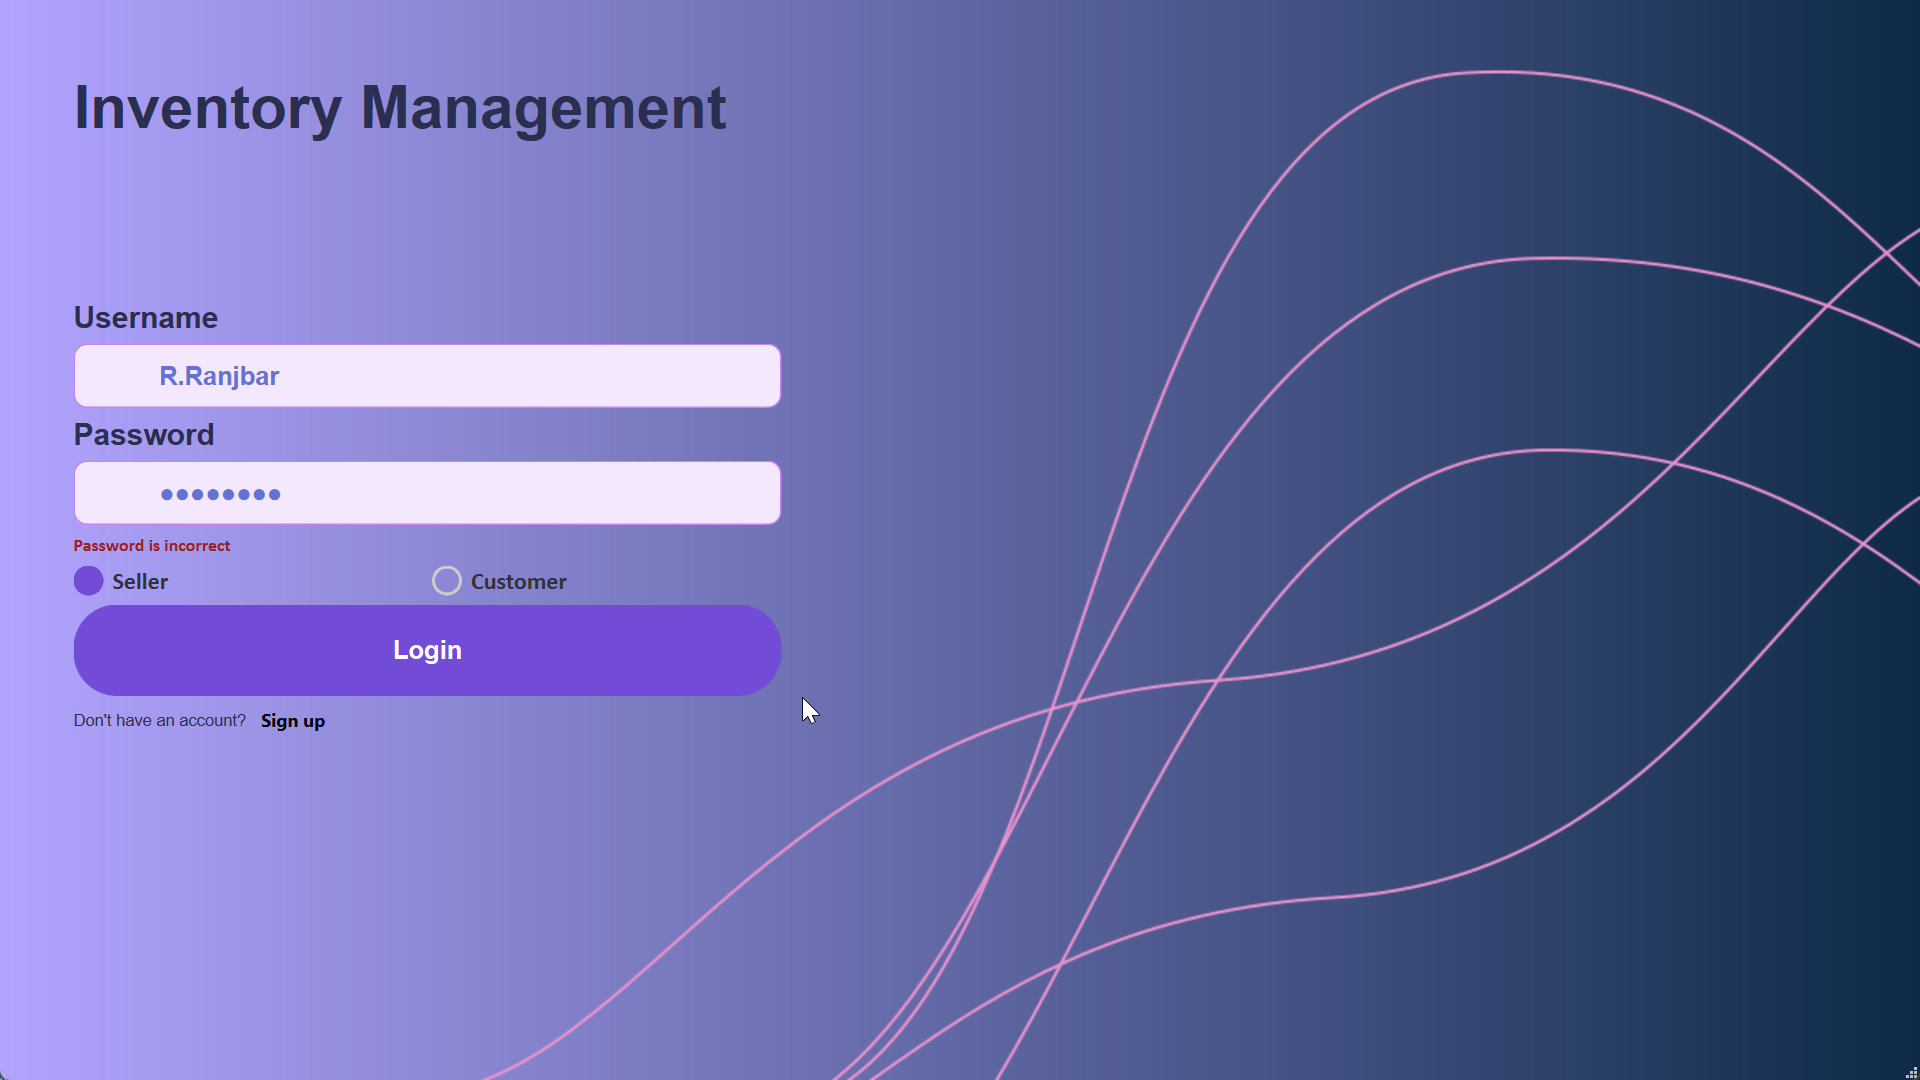 Inventory Management
Username
R.Ranjbar
Password
••••••••
Password is incorrect
Seller Customer
Login
Don't have an account? Sign up